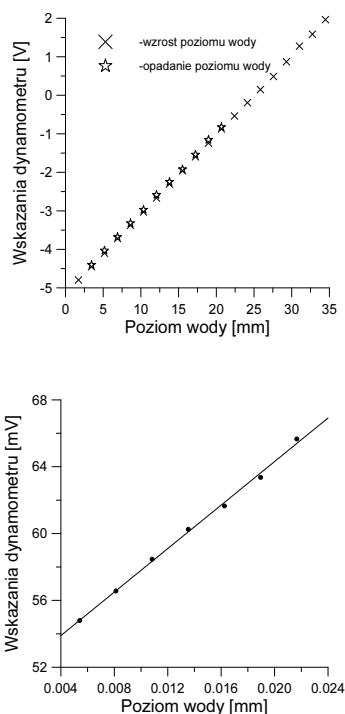 2
-wzrost poziomu wody
-opadanie poziomu wody
1
0
-1
-2
-3
-4
-5
Wskazania dynamometru [V]
0 5 10 15 20 25 30 35
Poziom wody [mm]
68
64
60
56
52
Wskazania dynamometru [mV]
0.004 0.008 0.012 0.016 0.020 0.024
Poziom wody [mm]